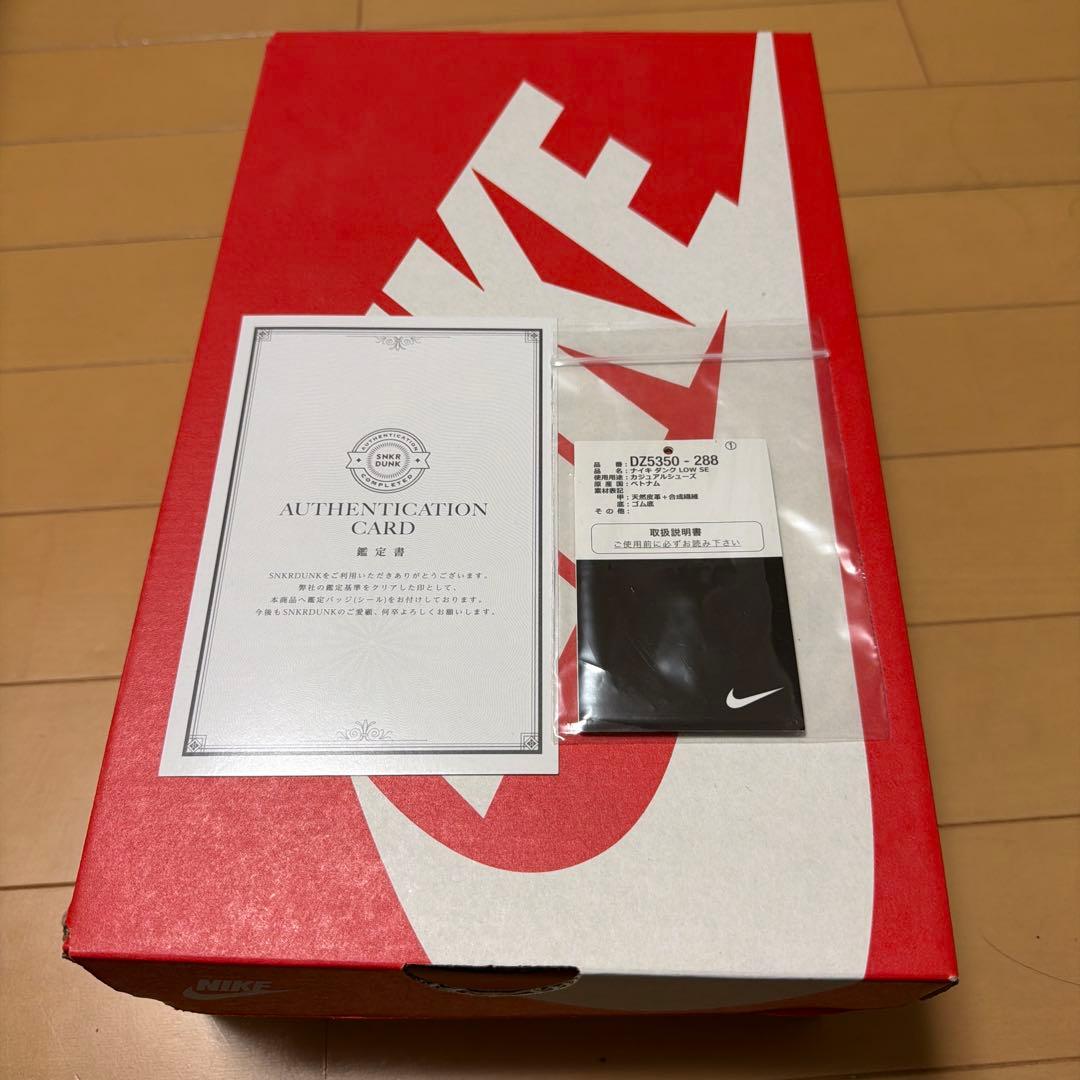 NIKE
AUTHENTICATION
SNKR
DUNK
COMPLETED
AUTHENTICATION
CARD
鑑定書
SNKRDUNKをご利用いただきありがとうございます。
弊社の鑑定基準をクリアした印として、
本商品へ鑑定バッジ(シール)をお付けしております。
今後もSNKRDUNKのご愛顧、何卒よろしくお願いします。
①
品番:DZ5350-288
品名:ナイキ ダンク LOW SE
使用用途:カジュアルシューズ
原産国:ベトナム
素材表記
甲:天然皮革+合成繊維
底:ゴム底
その他:
取扱説明書
ご使用前に必ずお読み下さい
NIKE